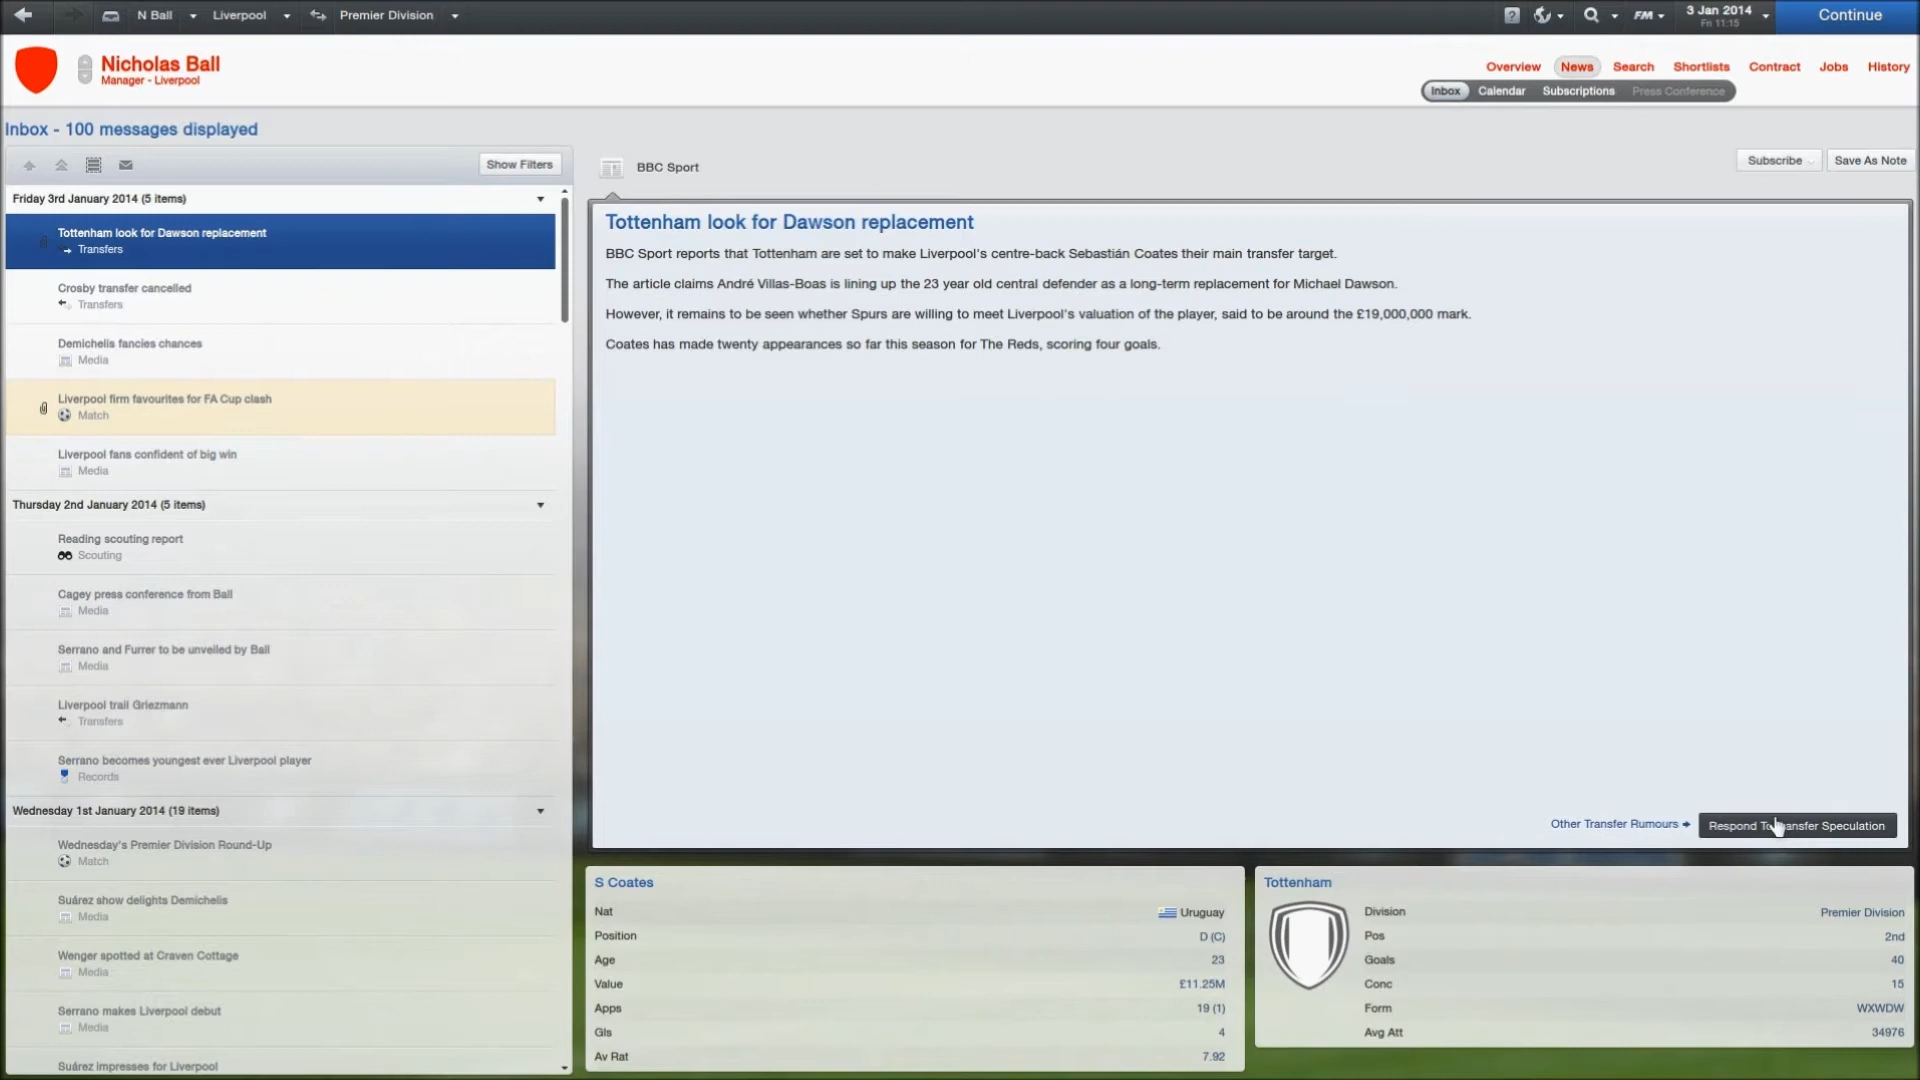 N Ball
Liverpool
Premier Division
FM
3 Jan 2014
Fri 11:15
Continue
Nicholas Ball
Manager - Liverpool
Overview
News
Search
Shortlists
Contract
Jobs
History
Inbox
Calendar
Subscriptions
Press Conference
Inbox - 100 messages displayed
Show Filters
Friday 3rd January 2014 (5 items)
Tottenham look for Dawson replacement
Transfers
Crosby transfer cancelled
Transfers
Demichelis fancies chances
Media
Liverpool firm favourites for FA Cup clash
Match
Liverpool fans confident of big win
Media
Thursday 2nd January 2014 (5 items)
Reading scouting report
Scouting
Cagey press conference from Ball
Media
Serrano and Furrer to be unveiled by Ball
Media
Liverpool trail Griezmann
Transfers
Serrano becomes youngest ever Liverpool player
Records
Wednesday 1st January 2014 (19 items)
Wednesday's Premier Division Round-Up
Match
Suárez show delights Demichelis
Media
Wenger spotted at Craven Cottage
Media
Serrano makes Liverpool debut
Media
Suárez impresses for Liverpool
BBC Sport
Subscribe
Save As Note
Tottenham look for Dawson replacement
BBC Sport reports that Tottenham are set to make Liverpool's centre-back Sebastián Coates their main transfer target.
The article claims André Villas-Boas is lining up the 23 year old central defender as a long-term replacement for Michael Dawson.
However, it remains to be seen whether Spurs are willing to meet Liverpool's valuation of the player, said to be around the £19,000,000 mark.
Coates has made twenty appearances so far this season for The Reds, scoring four goals.
Other Transfer Rumours
Respond To Transfer Speculation
S Coates
Nat Uruguay
Position D (C)
Age 23
Value £11.25M
Apps 19 (1)
Gls 4
Av Rat 7.92
Tottenham
Division Premier Division
Pos 2nd
Goals 40
Conc 15
Form WXWDW
Avg Att 34976